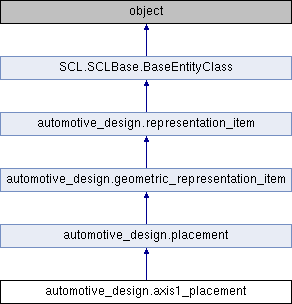 object
SCL.SCLBase.BaseEntityClass
automotive_design.representation_item
automotive_design.geometric_representation_item
automotive_design.placement
automotive_design.axis1_placement